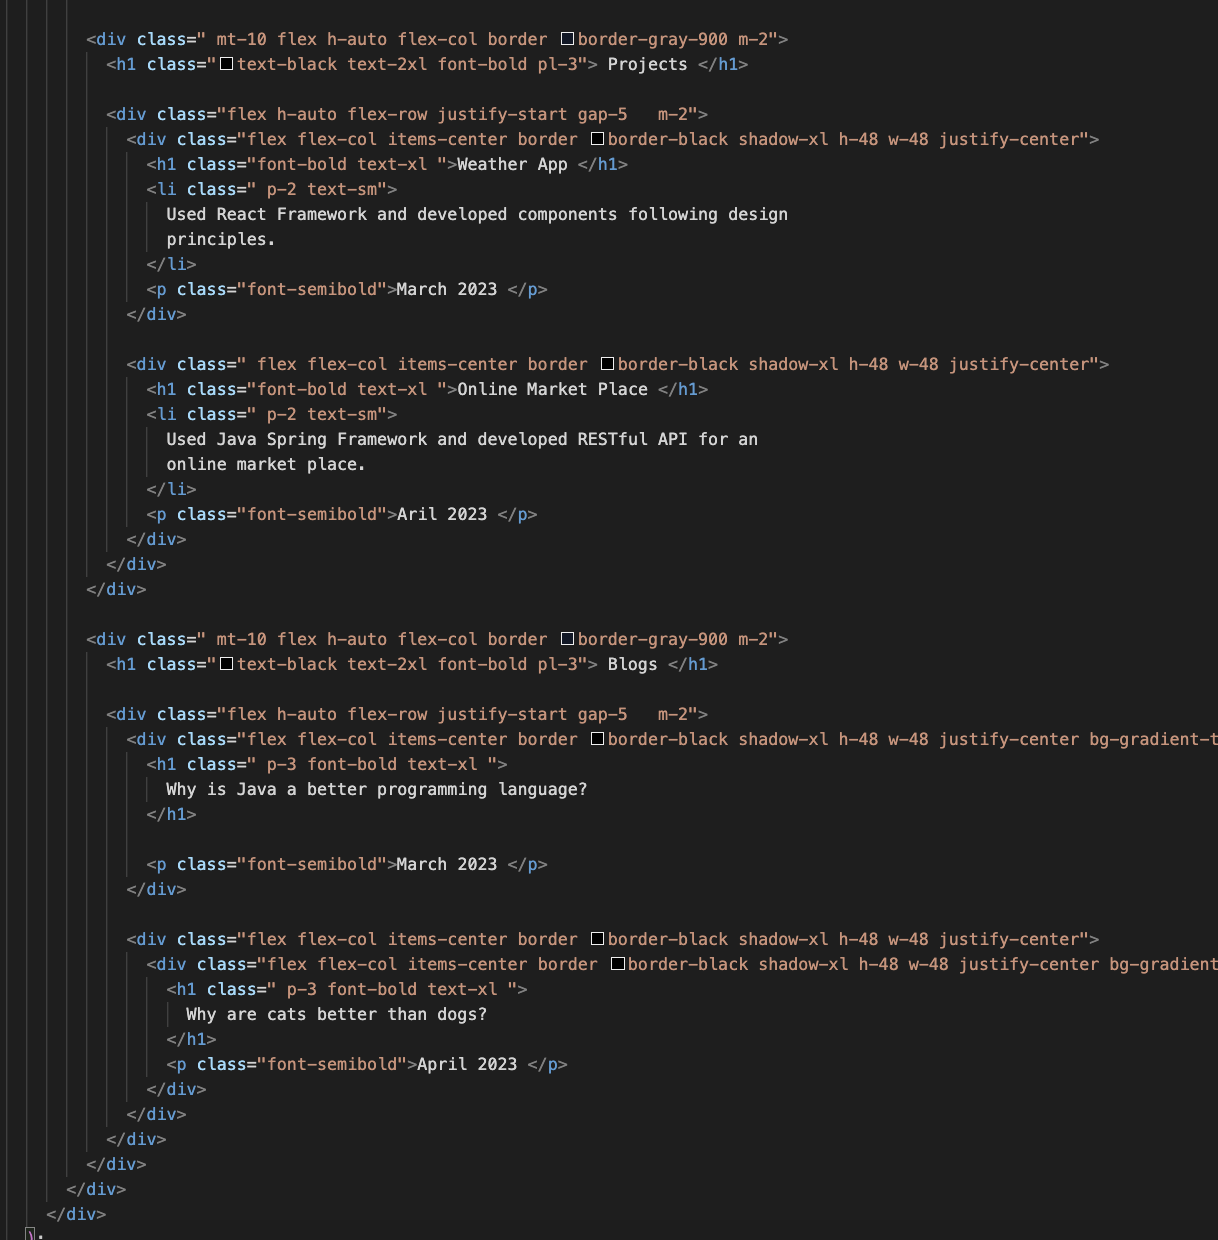 <div class=" mt-10 flex h-auto flex-col border border-gray-900 m-2">
<h1 class="text-black text-2xl font-bold pl-3"> Projects </h1>
<div class="flex h-auto flex-row justify-start gap-5   m-2">
<div class="flex flex-col items-center border border-black shadow-xl h-48 w-48 justify-center">
<h1 class="font-bold text-xl ">Weather App </h1>
<li class=" p-2 text-sm">
Used React Framework and developed components following design
principles.
</li>
<p class="font-semibold">March 2023 </p>
</div>
<div class=" flex flex-col items-center border border-black shadow-xl h-48 w-48 justify-center">
<h1 class="font-bold text-xl ">Online Market Place </h1>
<li class=" p-2 text-sm">
Used Java Spring Framework and developed RESTful API for an
online market place.
</li>
<p class="font-semibold">Aril 2023 </p>
</div>
</div>
</div>
<div class=" mt-10 flex h-auto flex-col border border-gray-900 m-2">
<h1 class="text-black text-2xl font-bold pl-3"> Blogs </h1>
<div class="flex h-auto flex-row justify-start gap-5   m-2">
<div class="flex flex-col items-center border border-black shadow-xl h-48 w-48 justify-center bg-gradient-t
<h1 class=" p-3 font-bold text-xl ">
Why is Java a better programming language?
</h1>
<p class="font-semibold">March 2023 </p>
</div>
<div class="flex flex-col items-center border border-black shadow-xl h-48 w-48 justify-center">
<div class="flex flex-col items-center border border-black shadow-xl h-48 w-48 justify-center bg-gradient
<h1 class=" p-3 font-bold text-xl ">
Why are cats better than dogs?
</h1>
<p class="font-semibold">April 2023 </p>
</div>
</div>
</div>
</div>
</div>
</div>
);